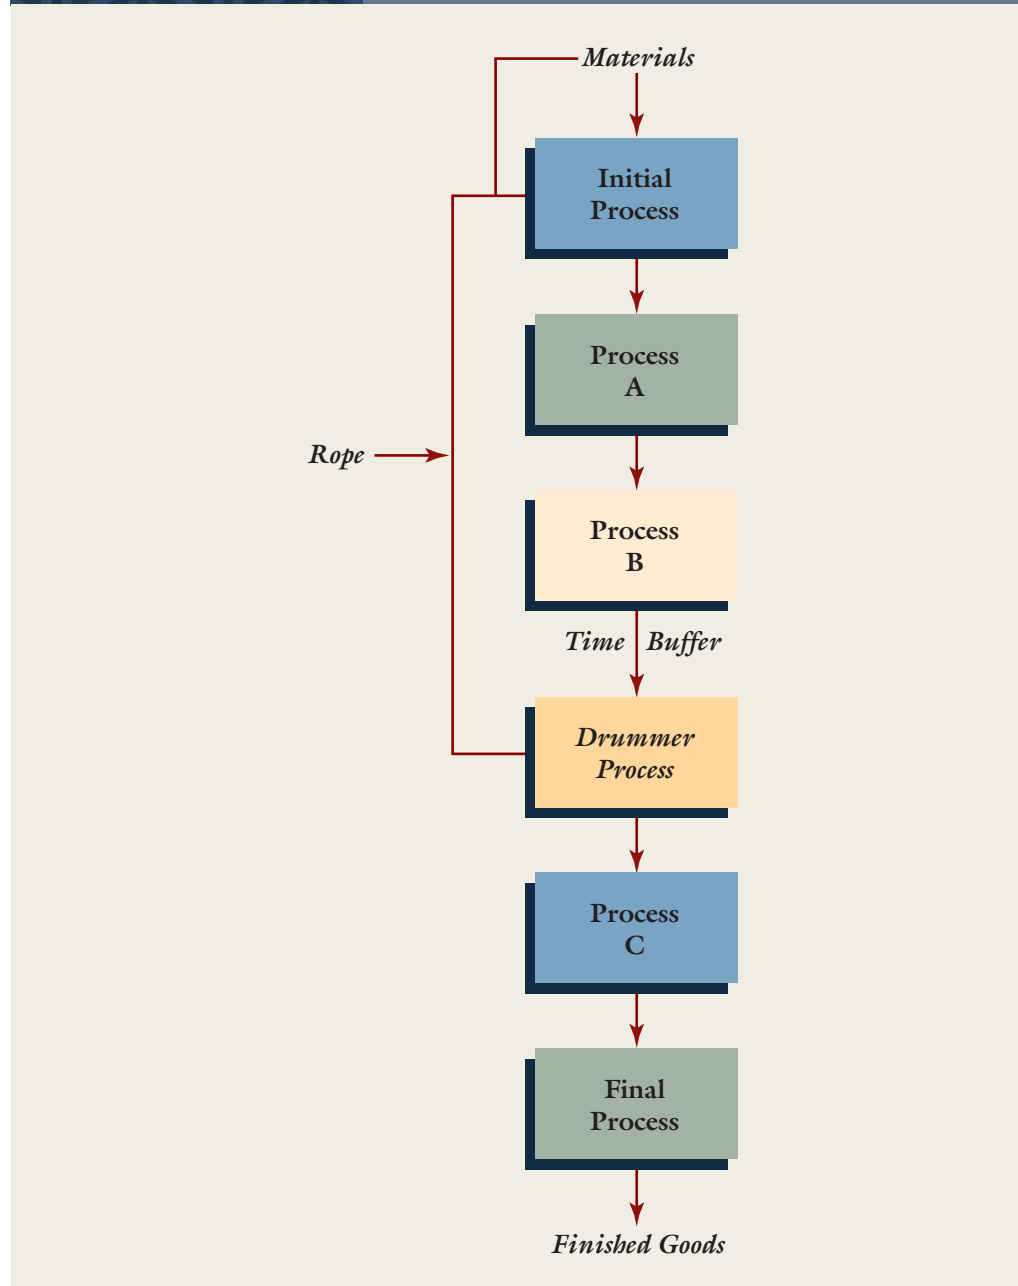 Materials
Initial
Process
Process
A
Rope
Process
B
Time Buffer
Drummer
Process
Process
C
Final
Process
Finished Goods